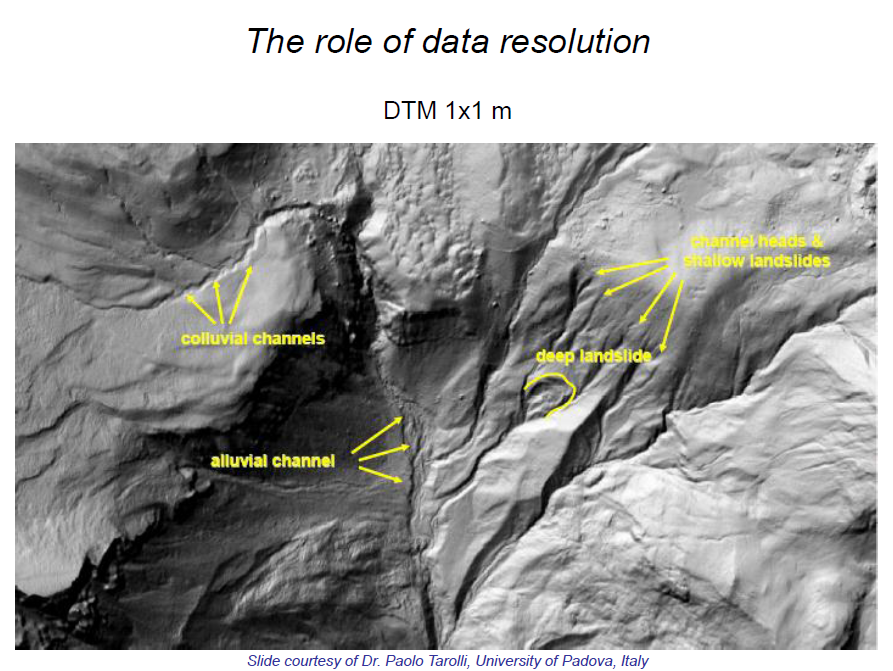 The role of data resolution
DTM 1x1 m
channel heads &
shallow landslides
colluvial channels
deep landslide
alluvial channel
Slide courtesy of Dr. Paolo Tarolli, University of Padova, Italy